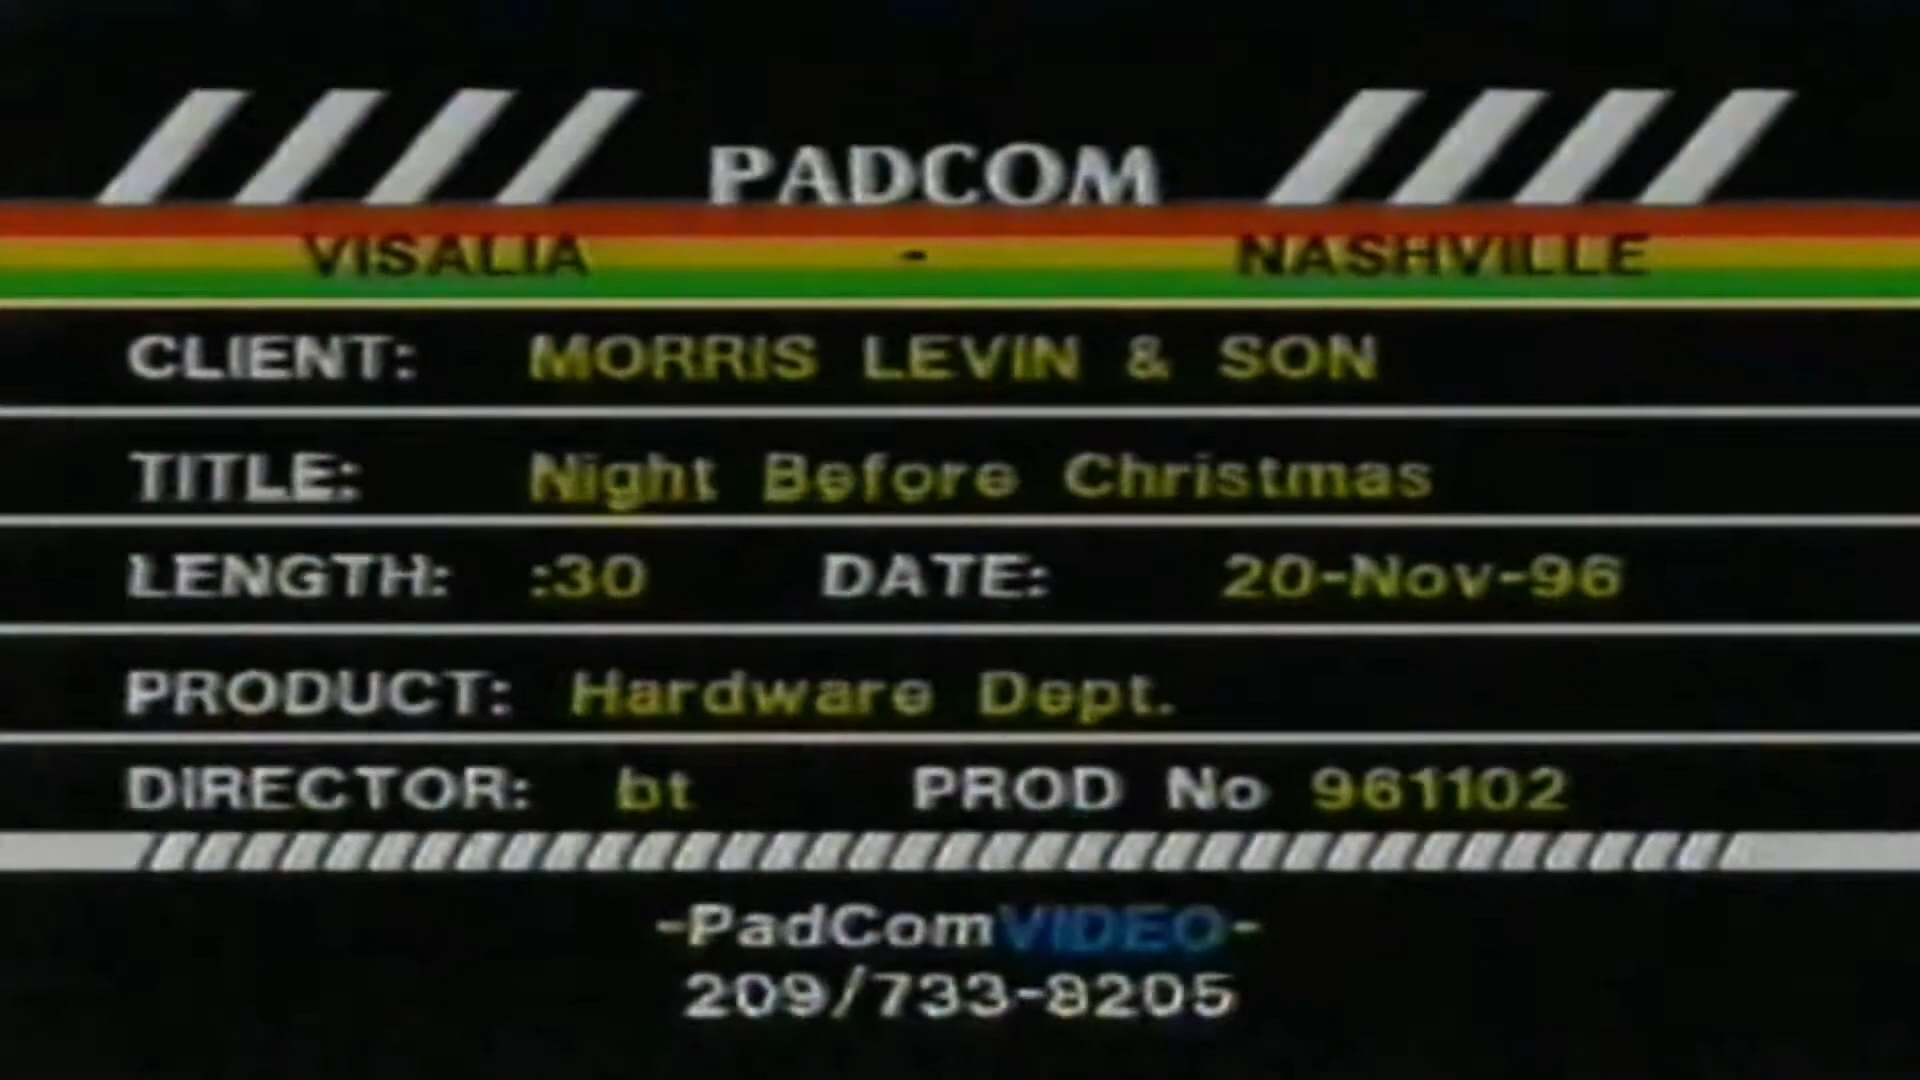 PADCOM
VISALIA - NASHVILLE
CLIENT: MORRIS LEVIN & SON
TITLE: Night Before Christmas
LENGTH: :30 DATE: 20-Nov-96
PRODUCT: Hardware Dept.
DIRECTOR: bt PROD No 961102
-PadComVIDEO-
209/733-8205